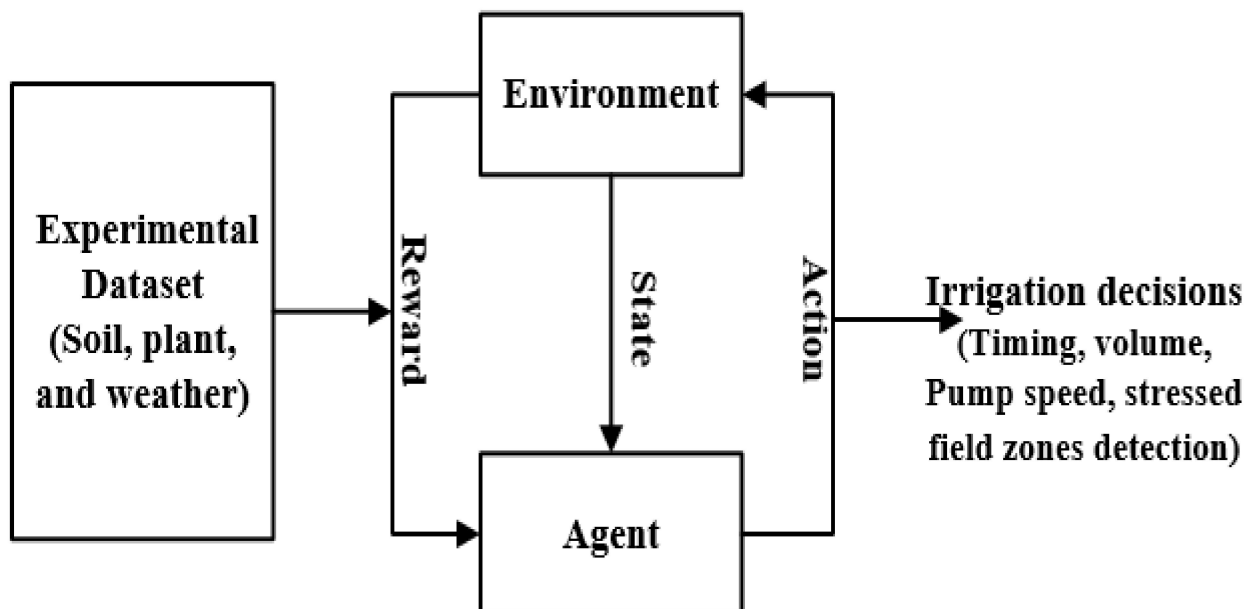 Environment
Experimental
Dataset
(Soil, plant,
and weather)
Reward
State
Action
Irrigation decisions
(Timing, volume,
Pump speed, stressed
field zones detection)
Agent